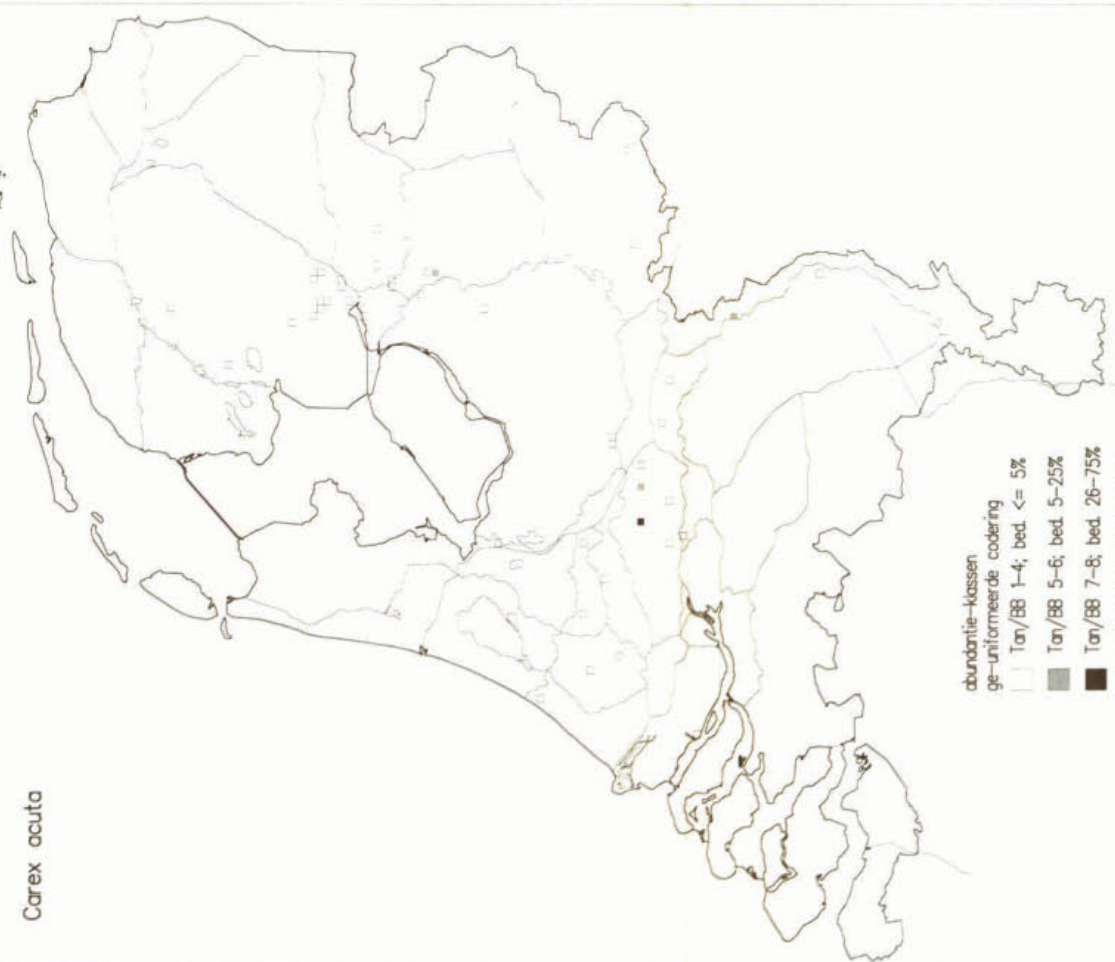 Carex acuta
abundantie-klassen
ge-uniformeerde codering
Tan/BB 1-4; bed. <= 5%
Tan/BB 5-6; bed. 5-25%
Tan/BB 7-8; bed. 26-75%